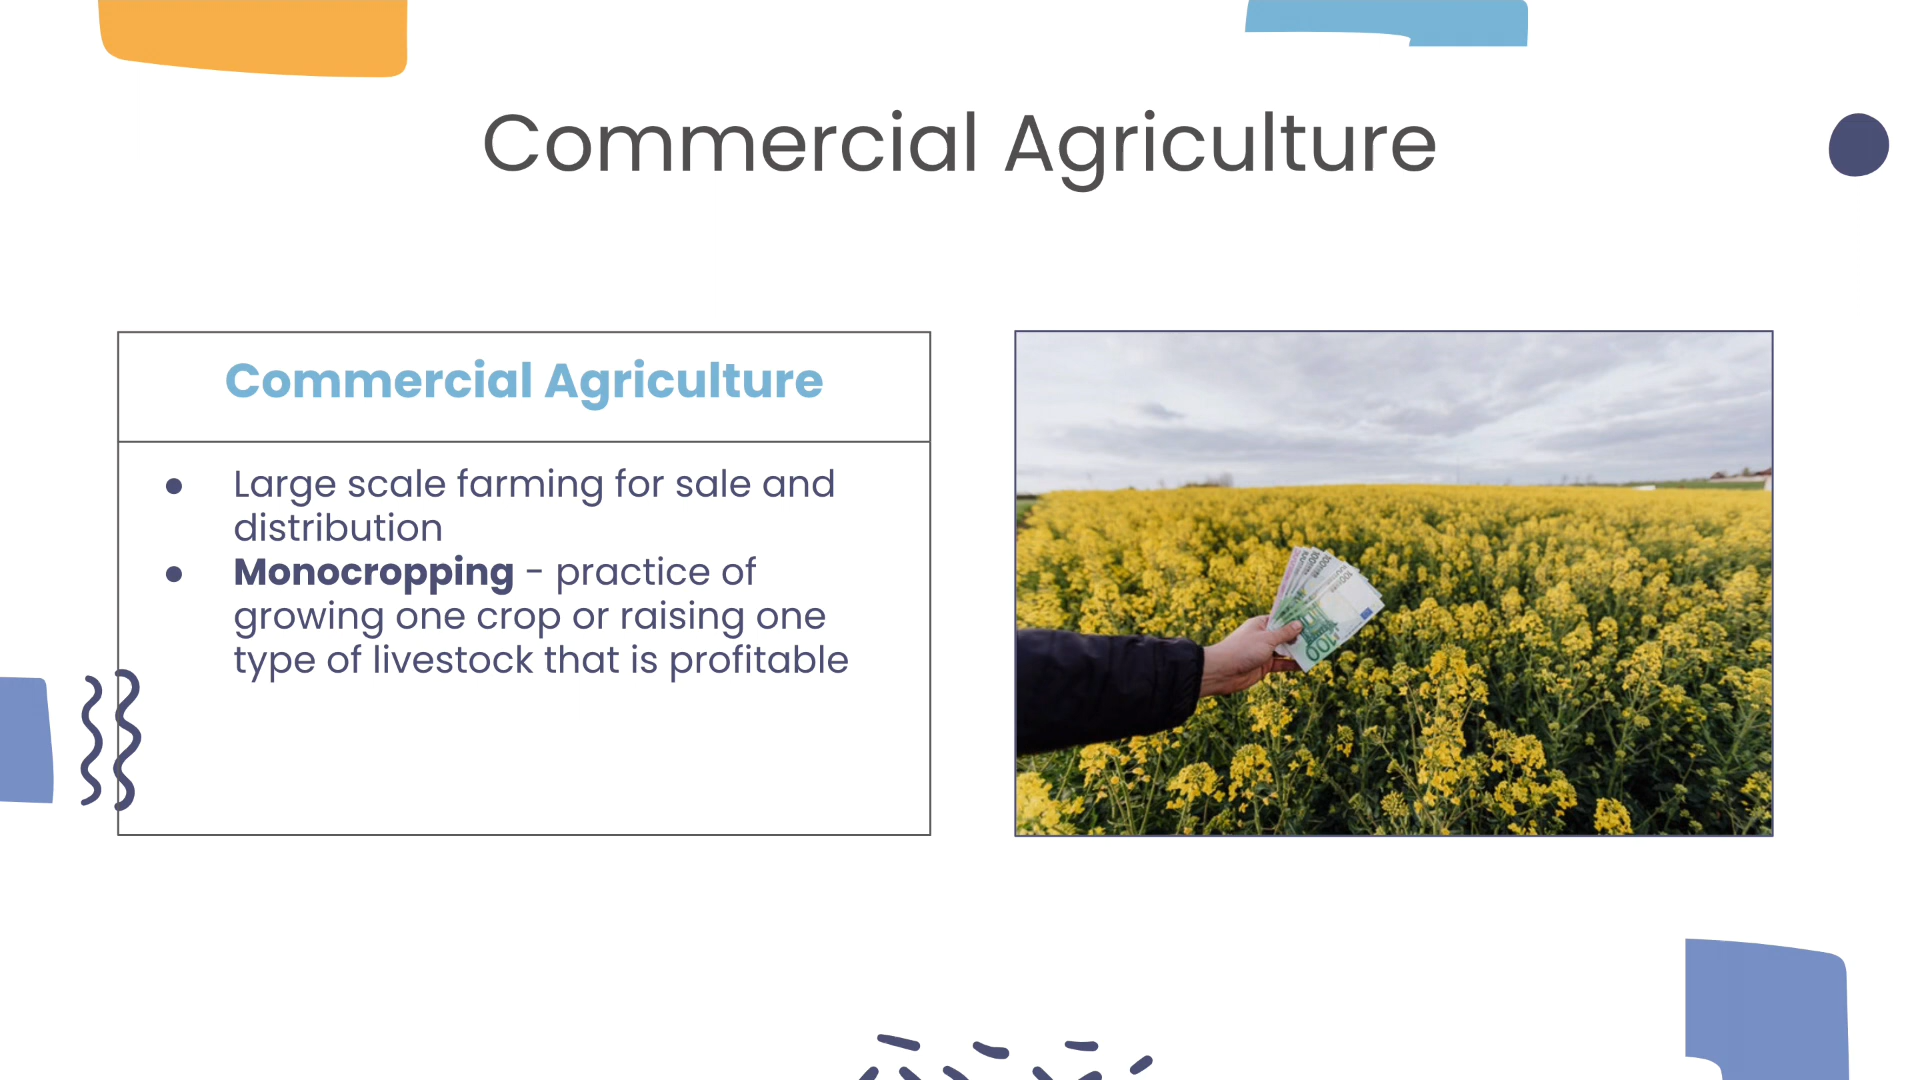 Commercial Agriculture
Commercial Agriculture
● Large scale farming for sale and
distribution
● Monocropping - practice of
growing one crop or raising one
type of livestock that is profitable
100